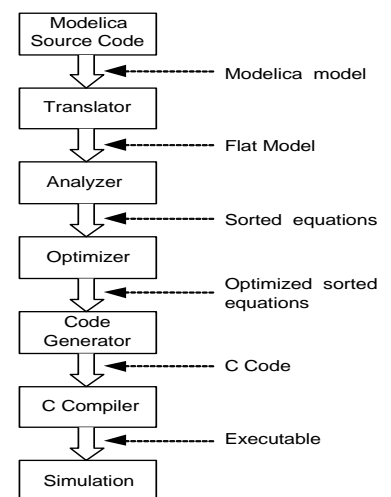 Modelica
Source Code
Modelica model
Translator
Flat Model
Analyzer
Sorted equations
Optimizer
Optimized sorted
equations
Code
Generator
C Code
C Compiler
Executable
Simulation